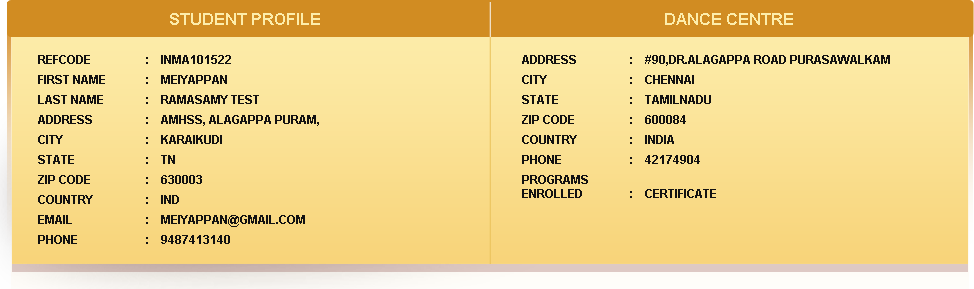 STUDENT PROFILE
REFCODE : INMA101522
FIRST NAME : MEIYAPPAN
LAST NAME : RAMASAMY TEST
ADDRESS : AMHSS, ALAGAPPA PURAM,
CITY : KARAIKUDI
STATE : TN
ZIP CODE : 630003
COUNTRY : IND
EMAIL : MEIYAPPAN@GMAIL.COM
PHONE : 9487413140
DANCE CENTRE
ADDRESS : #90,DR.ALAGAPPA ROAD PURASAWALKAM
CITY : CHENNAI
STATE : TAMILNADU
ZIP CODE : 600084
COUNTRY : INDIA
PHONE : 42174904
PROGRAMS
ENROLLED : CERTIFICATE